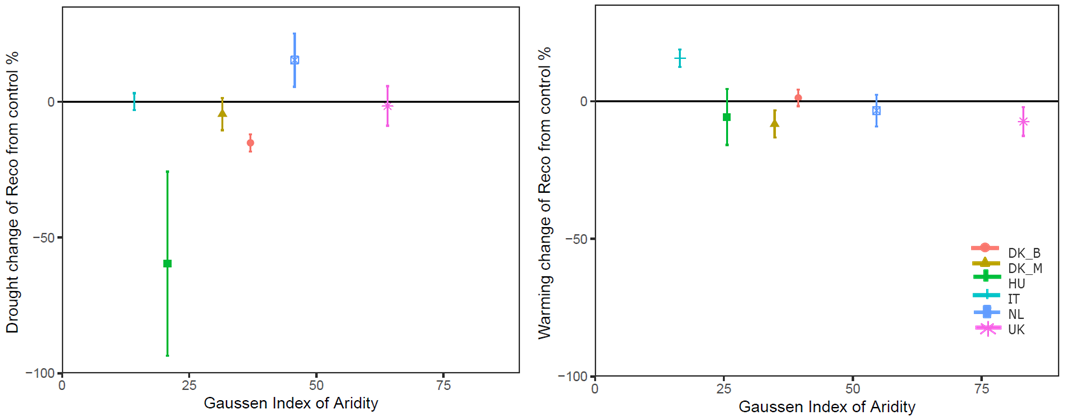 Drought change of Reco from control %
0
−50
−100
0
25
50
75
Gaussen Index of Aridity
Warming change of Reco from control %
0
−50
−100
0
25
50
75
Gaussen Index of Aridity
DK_B
DK_M
HU
IT
NL
UK